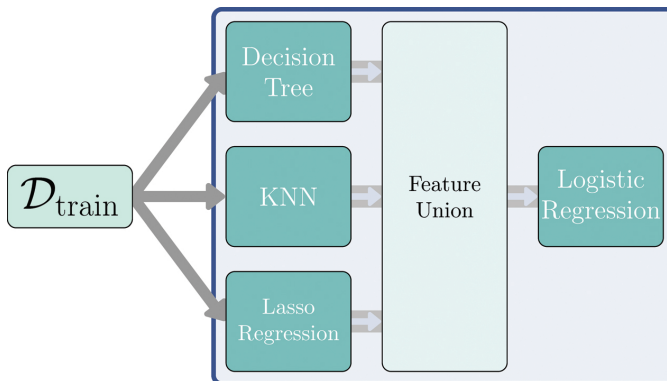 𝒟train
Decision
Tree
KNN
Lasso
Regression
Feature
Union
Logistic
Regression